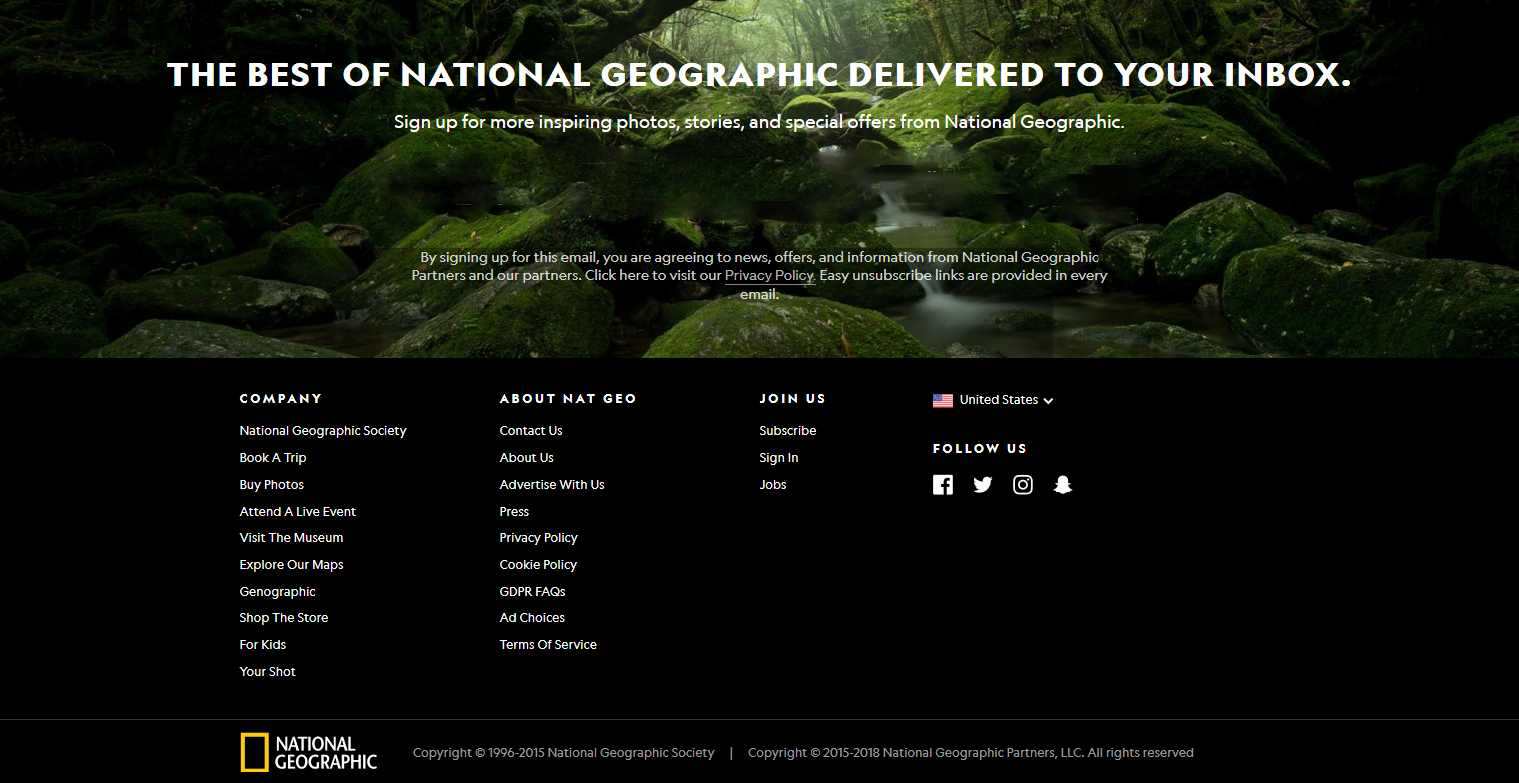 THE BEST OF NATIONAL GEOGRAPHIC DELIVERED TO YOUR INBOX.
Sign up for more inspiring photos, stories, and special offers from National Geographic.
By signing up for this email, you are agreeing to news, offers, and information from National Geographic
Partners and our partners. Click here to visit our Privacy Policy. Easy unsubscribe links are provided in every
email.
COMPANY
National Geographic Society
Book A Trip
Buy Photos
Attend A Live Event
Visit The Museum
Explore Our Maps
Genographic
Shop The Store
For Kids
Your Shot
ABOUT NAT GEO
Contact Us
About Us
Advertise With Us
Press
Privacy Policy
Cookie Policy
GDPR FAQs
Ad Choices
Terms Of Service
JOIN US
Subscribe
Sign In
Jobs
United States
FOLLOW US
NATIONAL
GEOGRAPHIC
Copyright © 1996-2015 National Geographic Society | Copyright © 2015-2018 National Geographic Partners, LLC. All rights reserved